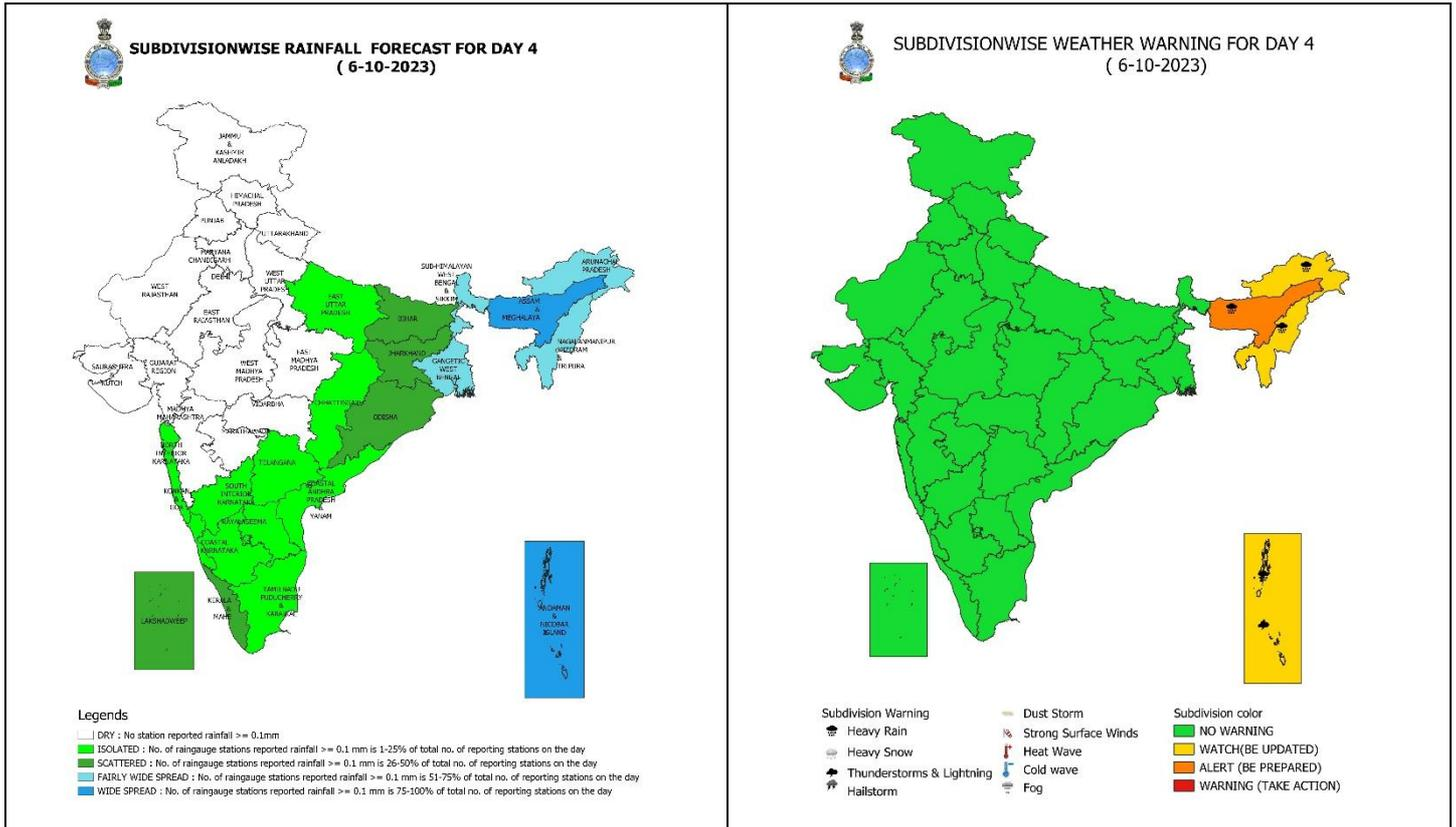 SUBDIVISIONWISE RAINFALL FORECAST FOR DAY 4
( 6-10-2023)
JAMMU
&
KASHMIR
ANLADAKH
HIMACHAL
PRADESH
PUNJAB
UTTARAKHAND
HARYANA
CHANDIGARH
DELHI
WEST
UTTAR
PRADESH
WEST
RAJASTHAN
EAST
RAJASTHAN
EAST
UTTAR
PRADESH
BIHAR
SUB-HIMALAYAN
WEST
BENGAL
&
SIKKIM
ARUNACHAL
PRADESH
ASSAM
&
MEGHALAYA
NAGALANMANIPUR
MIZORAM
&
TRIPURA
JHARKHAND
GANGETIC
WEST
BENGAL
SAURASHTRA
&
KUTCH
GUJARAT
REGION
WEST
MADHYA
PRADESH
EAST
MADHYA
PRADESH
VIDARBHA
CHHATTISGARH
ODISHA
MADHYA
MAHARASHTRA
MARATHAWADA
NORTH
INTERIOR
KARNATAKA
TELANGANA
KONKAN
&
GOA
SOUTH
INTERIOR
KARNATAKA
COASTAL
ANDHRA
PRADESH
&
YANAM
RAYALASEEMA
COASTAL
KARNATAKA
KERALA
&
MAHE
TAMILNADU
PUDUCHERRY
&
KARAIKAL
LAKSHADWEEP
ANDAMAN
&
NICOBAR
ISLAND
Legends
DRY : No station reported rainfall >= 0.1mm
ISOLATED : No. of raingauge stations reported rainfall >= 0.1 mm is 1-25% of total no. of reporting stations on the day
SCATTERED : No. of raingauge stations reported rainfall >= 0.1 mm is 26-50% of total no. of reporting stations on the day
FAIRLY WIDE SPREAD : No. of raingauge stations reported rainfall >= 0.1 mm is 51-75% of total no. of reporting stations on the day
WIDE SPREAD : No. of raingauge stations reported rainfall >= 0.1 mm is 75-100% of total no. of reporting stations on the day
SUBDIVISIONWISE WEATHER WARNING FOR DAY 4
( 6-10-2023)
Subdivision Warning
Heavy Rain
Heavy Snow
Thunderstorms & Lightning
Hailstorm
Dust Storm
Strong Surface Winds
Heat Wave
Cold wave
Fog
Subdivision color
NO WARNING
WATCH(BE UPDATED)
ALERT (BE PREPARED)
WARNING (TAKE ACTION)